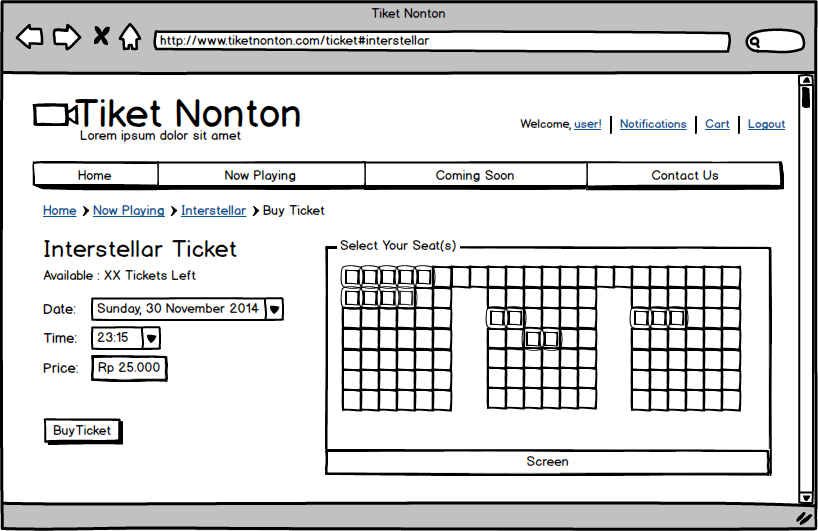 Tiket Nonton
http://www.tiketnonton.com/ticket#interstellar
Tiket Nonton
Lorem ipsum dolor sit amet
Welcome, user! Notifications Cart Logout
Home Now Playing Coming Soon Contact Us
Home Now Playing Interstellar Buy Ticket
Interstellar Ticket
Available : XX Tickets Left
Date: Sunday, 30 November 2014
Time: 23:15
Price: Rp 25.000
Buy Ticket
Select Your Seat(s)
Screen